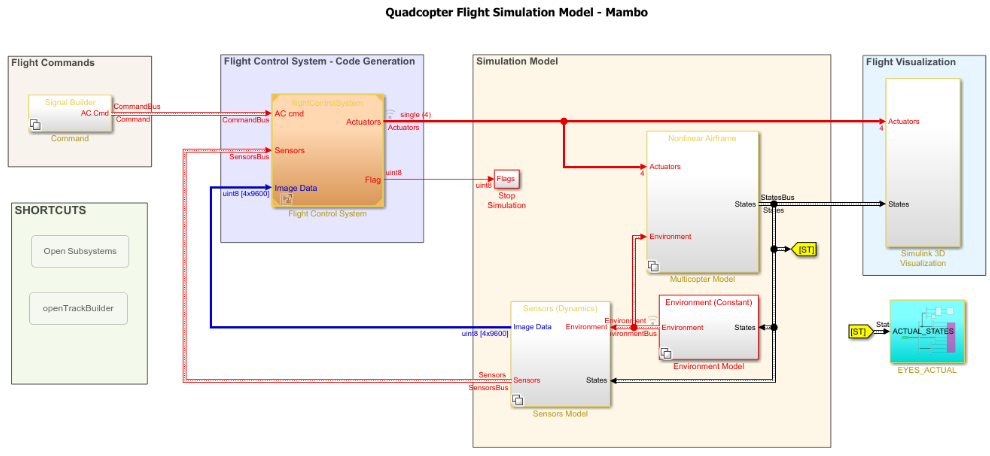 Quadcopter Flight Simulation Model - Mambo
Flight Commands
Signal Builder
AC Cmd
Command
CommandBus
Command
Flight Control System - Code Generation
flightControlSystem
CommandBus
AC cmd
Actuators
single (4)
Actuators
SensorsBus
Sensors
Flag
uint8
Image Data
uint8 [4x9600]
Flight Control System
uint8
Flags
Stop
Simulation
Simulation Model
Nonlinear Airframe
Actuators
4
States
Environment
Multicopter Model
StatesBus
States
[ST]
Sensors (Dynamics)
Image Data
uint8 [4x9600]
Environment
Sensors
States
Sensors
SensorsBus
Sensors Model
Environment
Environment (Constant)
Environment
States
Environment Model
Flight Visualization
Actuators
4
States
Simulink 3D
Visualization
[ST]
ACTUAL_STATES
EYES_ACTUAL
SHORTCUTS
Open Subsystems
openTrackBuilder